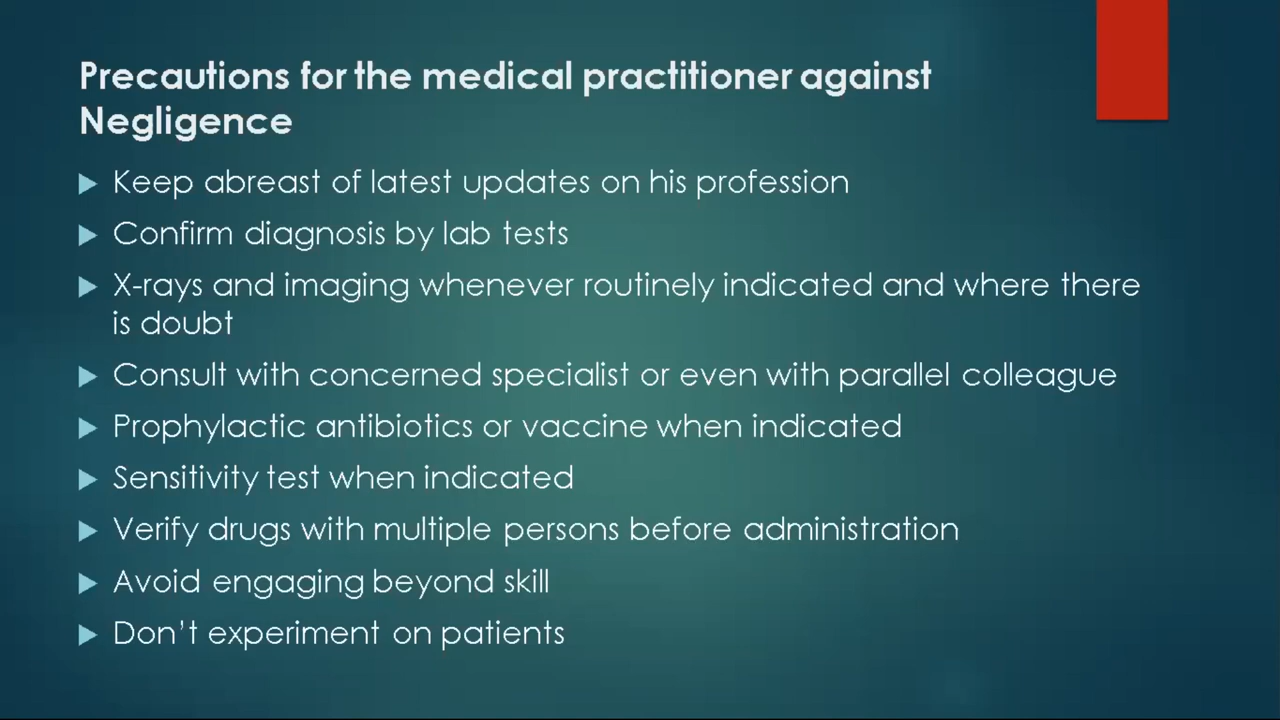 Precautions for the medical practitioner against
Negligence
Keep abreast of latest updates on his profession
Confirm diagnosis by lab tests
X-rays and imaging whenever routinely indicated and where there
is doubt
Consult with concerned specialist or even with parallel colleague
Prophylactic antibiotics or vaccine when indicated
Sensitivity test when indicated
Verify drugs with multiple persons before administration
Avoid engaging beyond skill
Don’t experiment on patients